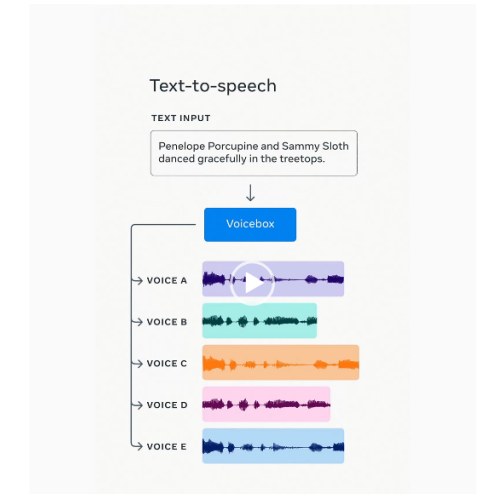 Text-to-speech
TEXT INPUT
Penelope Porcupine and Sammy Sloth
danced gracefully in the treetops.
Voicebox
VOICE A
VOICE B
VOICE C
VOICE D
VOICE E